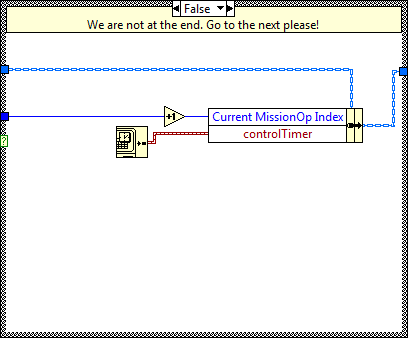 False
We are not at the end. Go to the next please!
+1
Current MissionOp Index
controlTimer
?